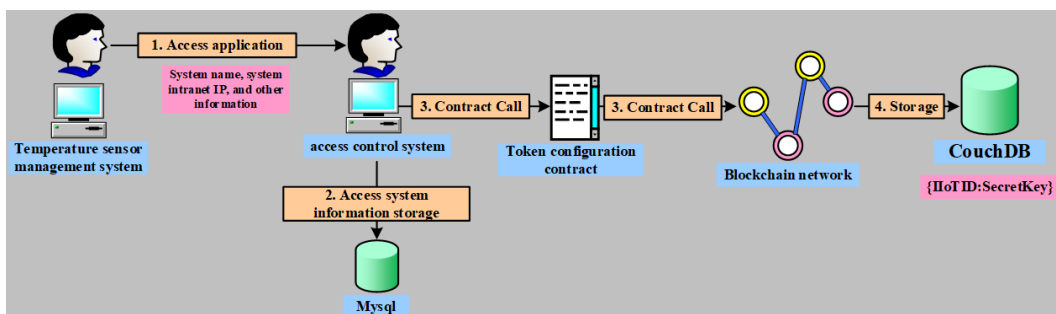 1. Access application
System name, system
intranet IP, and other
information
Temperature sensor
management system
access control system
3. Contract Call
Token configuration
contract
3. Contract Call
Blockchain network
4. Storage
CouchDB
{IIoTID:SecretKey}
2. Access system
information storage
Mysql